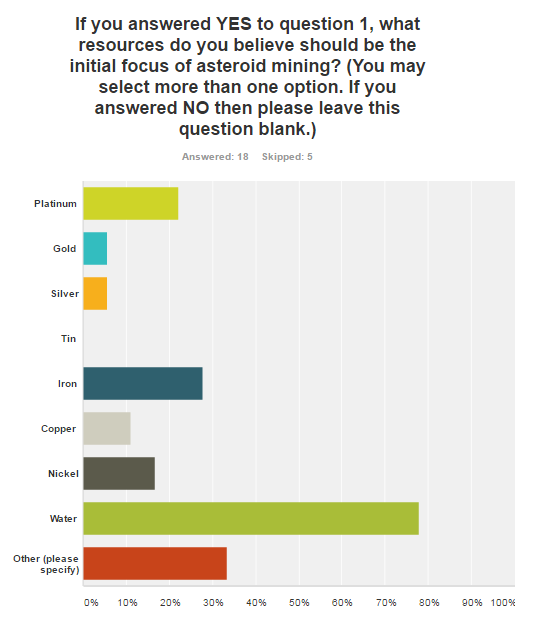 If you answered YES to question 1, what
resources do you believe should be the
initial focus of asteroid mining? (You may
select more than one option. If you
answered NO then please leave this
question blank.)
Answered: 18 Skipped: 5
Platinum
Gold
Silver
Tin
Iron
Copper
Nickel
Water
Other (please
specify)
0% 10% 20% 30% 40% 50% 60% 70% 80% 90% 100%